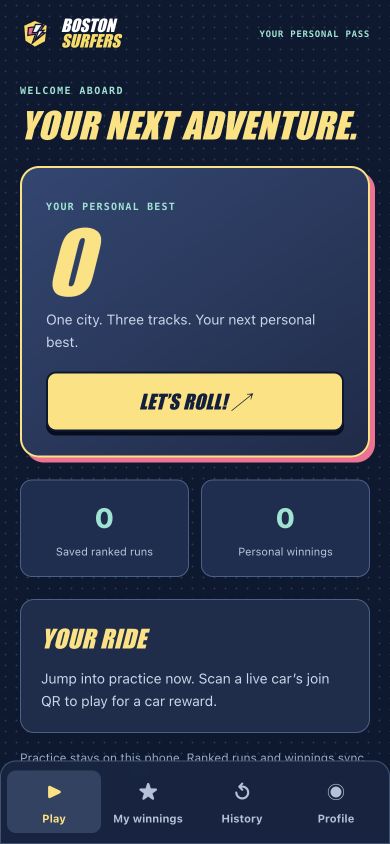 BOSTON
SURFERS
YOUR PERSONAL PASS
WELCOME ABOARD
YOUR NEXT ADVENTURE.
YOUR PERSONAL BEST
0
One city. Three tracks. Your next personal
best.
LET'S ROLL! ↗
0
Saved ranked runs
0
Personal winnings
YOUR RIDE
Jump into practice now. Scan a live car's join
QR to play for a car reward.
Practice stays on this phone. Ranked runs and winnings sync
Play
My winnings
History
Profile